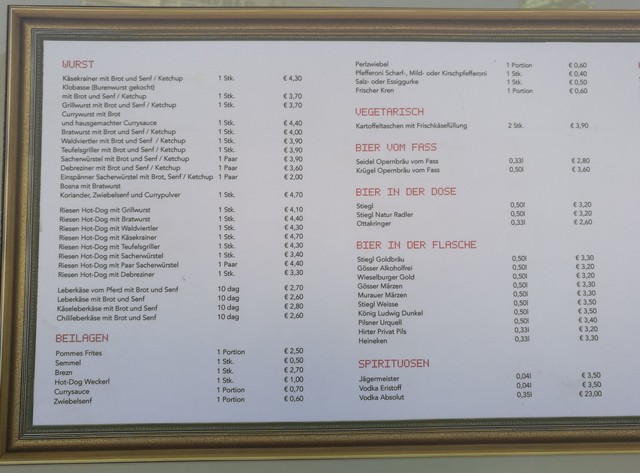 WURST
Käsekrainer mit Brot und Senf / Ketchup 1 Stk. € 4,30
Klobasse (Burenwurst gekocht)
mit Brot und Senf / Ketchup 1 Stk. € 3,70
Grillwurst mit Brot und Senf / Ketchup 1 Stk. € 3,70
Currywurst mit Brot
und hausgemachter Currysauce 1 Stk. € 4,40
Bratwurst mit Brot und Senf / Ketchup 1 Stk. € 4,00
Waldviertler mit Brot und Senf / Ketchup 1 Stk. € 3,90
Teufelsgriller mit Brot und Senf / Ketchup 1 Stk. € 3,90
Sacherwürstel mit Brot und Senf / Ketchup 1 Paar € 3,90
Debreziner mit Brot und Senf / Ketchup 1 Paar € 3,60
Einspänner Sacherwürstel mit Brot, Senf / Ketchup 1 Paar € 2,00
Bosna mit Bratwurst
Koriander, Zwiebelsenf und Currypulver 1 Stk. € 4,70
Riesen Hot-Dog mit Grillwurst 1 Stk. € 4,10
Riesen Hot-Dog mit Bratwurst 1 Stk. € 4,40
Riesen Hot-Dog mit Waldviertler 1 Stk. € 4,30
Riesen Hot-Dog mit Käsekrainer 1 Stk. € 4,70
Riesen Hot-Dog mit Teufelsgriller 1 Stk. € 4,30
Riesen Hot-Dog mit Sacherwürstel 1 Stk. € 3,40
Riesen Hot-Dog mit Paar Sacherwürstel 1 Paar € 4,40
Riesen Hot-Dog mit Debreziner 1 Stk. € 3,30
Leberkäse vom Pferd mit Brot und Senf 10 dag € 2,70
Leberkäse mit Brot und Senf 10 dag € 2,60
Käseleberkäse mit Brot und Senf 10 dag € 2,80
Chilileberkäse mit Brot und Senf 10 dag € 2,60
BEILAGEN
Pommes Frites 1 Portion € 2,50
Semmel 1 Stk. € 0,50
Brezn 1 Stk. € 2,70
Hot-Dog Weckerl 1 Stk. € 1,00
Currysauce 1 Portion € 0,70
Zwiebelsenf 1 Portion € 0,60
Perlzwiebel 1 Portion € 0,60
Pfefferoni Scharf-, Mild- oder Kirschpfefferoni 1 Stk. € 0,40
Salz- oder Essiggurke 1 Stk. € 0,50
Frischer Kren 1 Portion € 0,60
VEGETARISCH
Kartoffeltaschen mit Frischkäsefüllung 2 Stk. € 3,90
BIER VOM FASS
Seidel Opernbräu vom Fass 0,33l € 2,80
Krügel Opernbräu vom Fass 0,50l € 3,60
BIER IN DER DOSE
Stiegl 0,50l € 3,20
Stiegl Natur Radler 0,50l € 3,20
Ottakringer 0,33l € 2,60
BIER IN DER FLASCHE
Stiegl Goldbräu 0,50l € 3,30
Gösser Alkoholfrei 0,50l € 3,20
Wieselburger Gold 0,50l € 3,20
Gösser Märzen 0,50l € 3,30
Murauer Märzen 0,50l € 3,30
Stiegl Weisse 0,50l € 3,50
König Ludwig Dunkel 0,50l € 3,50
Pilsner Urquell 0,50l € 3,40
Hirter Privat Pils 0,33l € 3,20
Heineken 0,33l € 3,30
SPIRITUOSEN
Jägermeister 0,04l € 3,50
Vodka Eristoff 0,04l € 3,50
Vodka Absolut 0,35l € 23,00